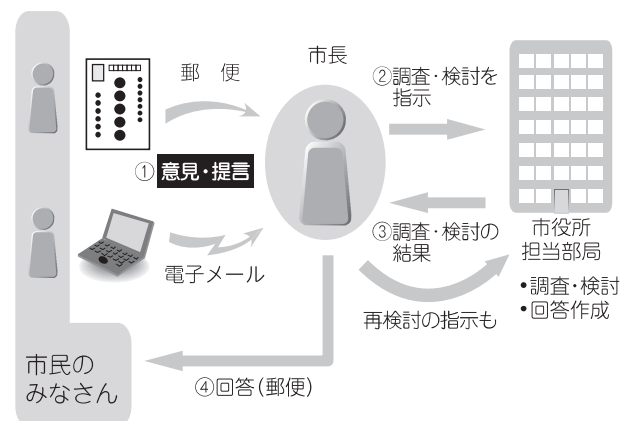 市長
郵便
②調査・検討を
指示
①意見・提言
③調査・検討の
結果
市役所
担当部局
•調査・検討
•回答作成
電子メール
再検討の指示も
④回答(郵便)
市民の
みなさん